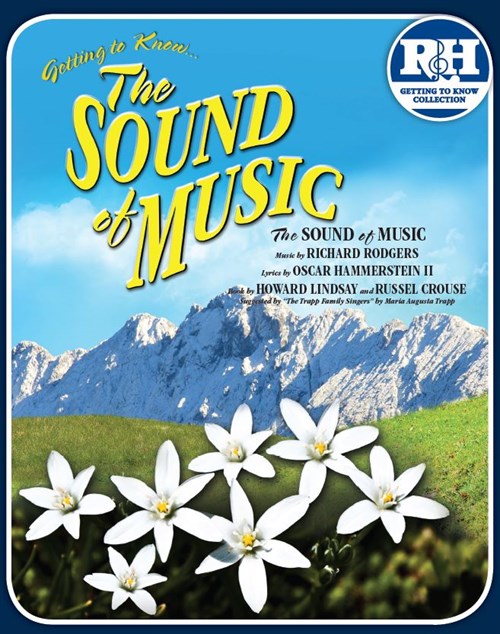 Getting to Know...
The
SOUND
of MUSIC
R&H
GETTING TO KNOW
COLLECTION
The SOUND of MUSIC
Music by RICHARD RODGERS
Lyrics by OSCAR HAMMERSTEIN II
Book by HOWARD LINDSAY and RUSSEL CROUSE
Suggested by "The Trapp Family Singers" by Maria Augusta Trapp